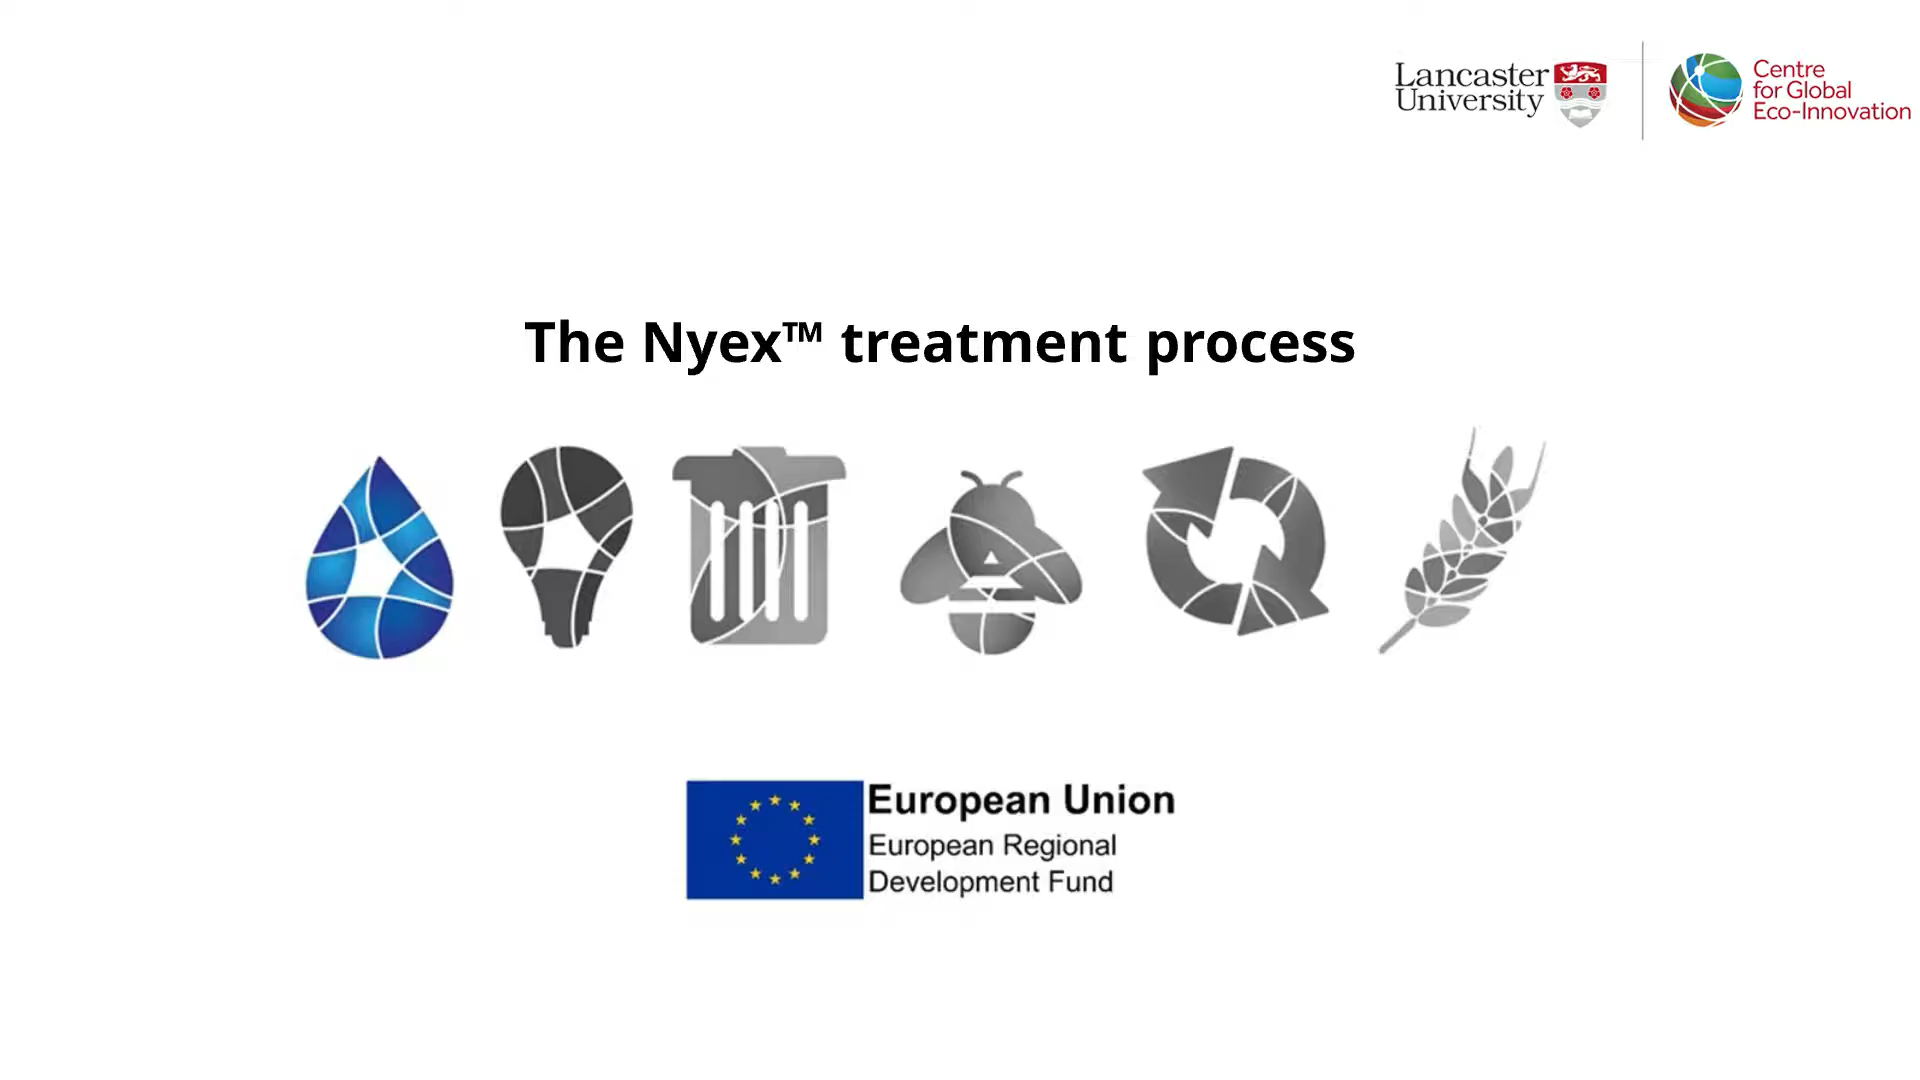 Lancaster
University
Centre
for Global
Eco-Innovation
The Nyex™ treatment process
European Union
European Regional
Development Fund